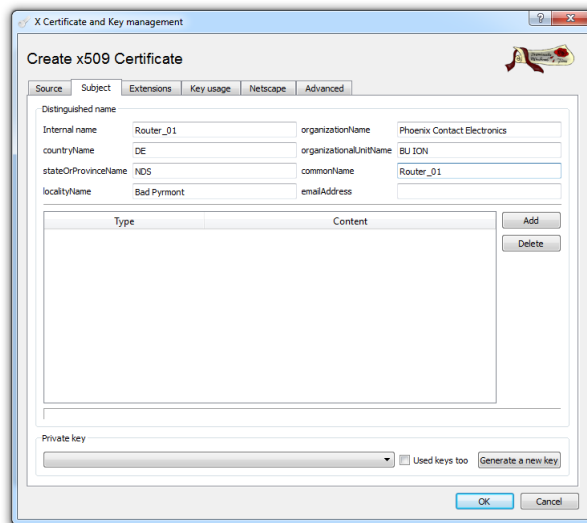 X Certificate and Key management
Create x509 Certificate
Source Subject Extensions Key usage Netscape Advanced
Distinguished name
Internal name Router_01 organizationName Phoenix Contact Electronics
countryName DE organizationalUnitName BU ION
stateOrProvinceName NDS commonName Router_01
localityName Bad Pyrmont emailAddress
Type Content Add
Delete
Private key
Used keys too Generate a new key
OK Cancel